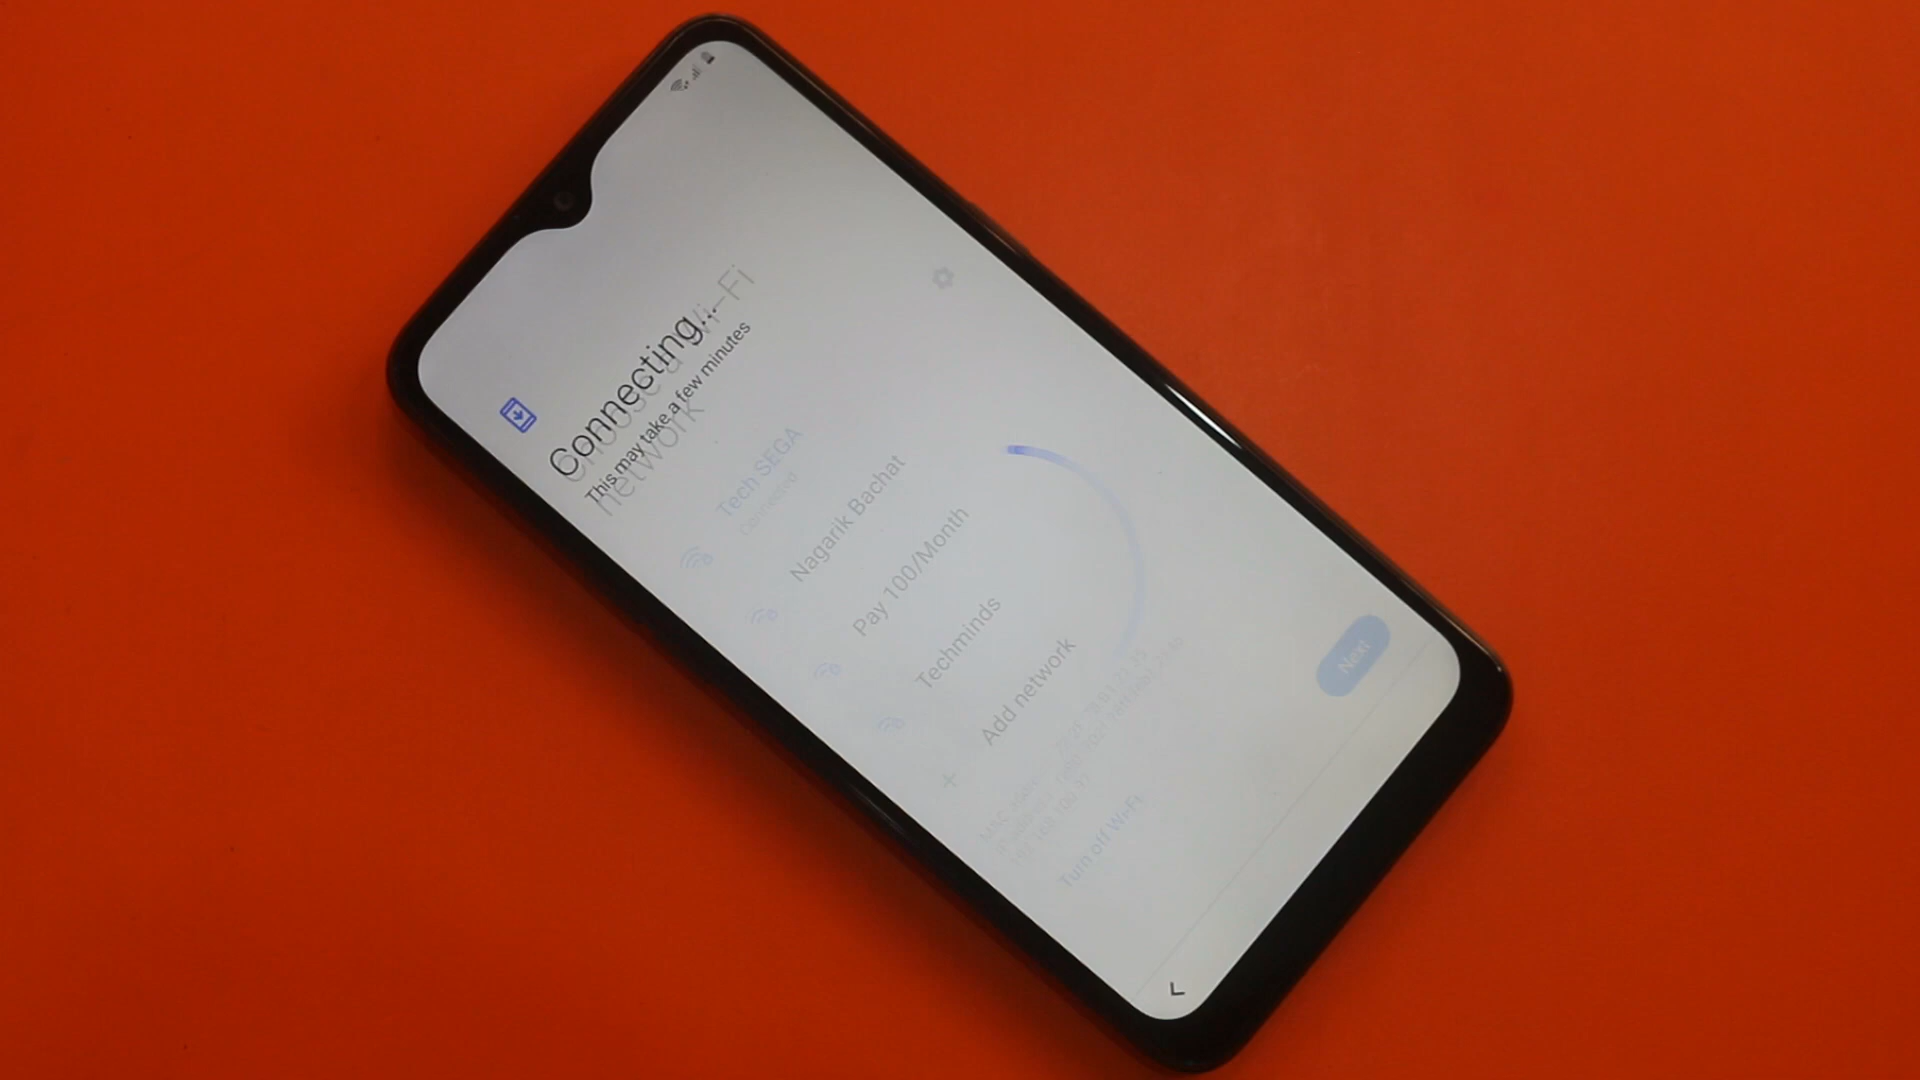 Connecting...
This may take a few minutes
Choose a Wi-Fi
network
Tech SEGA
Connected
Nagarik Bachat
Pay 100/Month
Techminds
Add network
Turn off Wi-Fi
Next